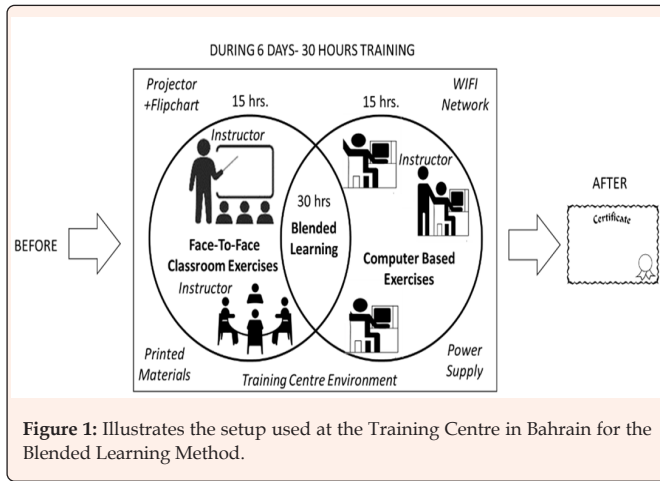 DURING 6 DAYS- 30 HOURS TRAINING
Projector
+Flipchart
WIFI
Network
15 hrs.
15 hrs.
Instructor
Instructor
30 hrs
Blended
Learning
Face-To-Face
Classroom Exercises
Computer Based
Exercises
Instructor
BEFORE
AFTER
Certificate
Printed
Materials
Training Centre Environment
Power
Supply
Figure 1: Illustrates the setup used at the Training Centre in Bahrain for the
Blended Learning Method.